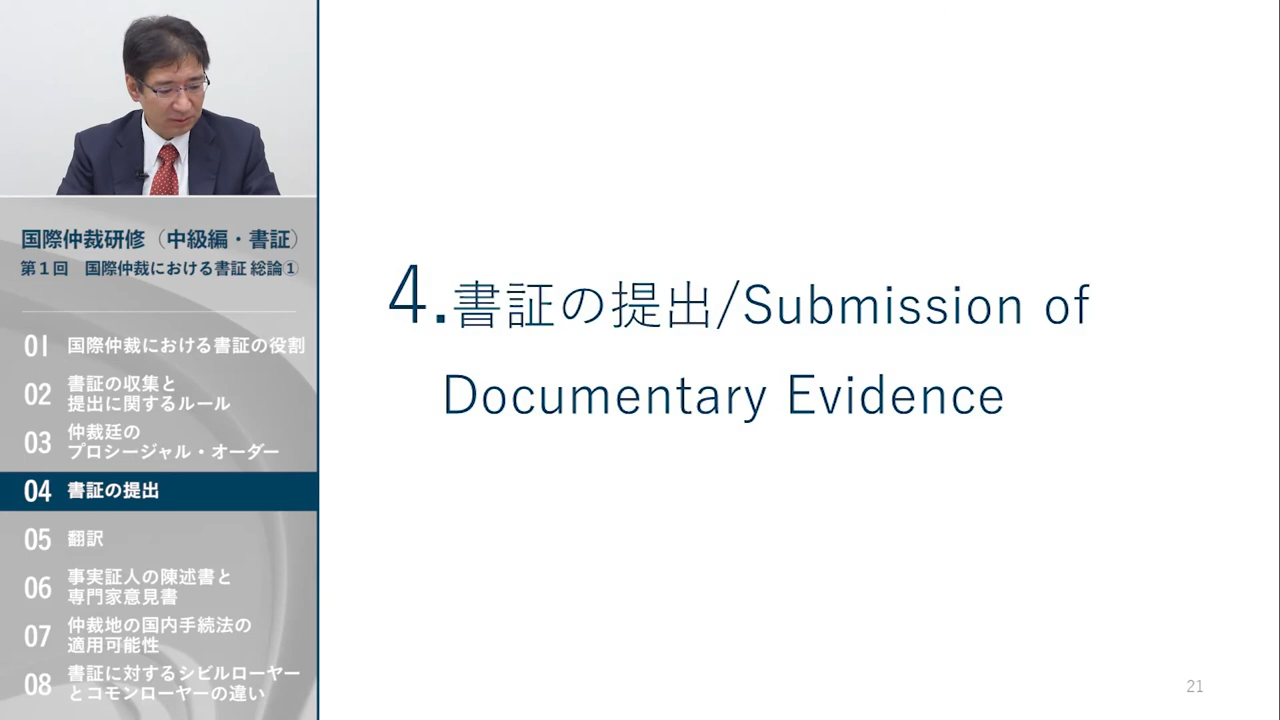 国際仲裁研修（中級編・書証）
第１回　国際仲裁における書証 総論①
01 国際仲裁における書証の役割
02 書証の収集と
提出に関するルール
03 仲裁廷の
プロシージャル・オーダー
04 書証の提出
05 翻訳
06 事実証人の陳述書と
専門家意見書
07 仲裁地の国内手続法の
適用可能性
08 書証に対するシビルローヤー
とコモンローヤーの違い
4.書証の提出/Submission of
Documentary Evidence
21